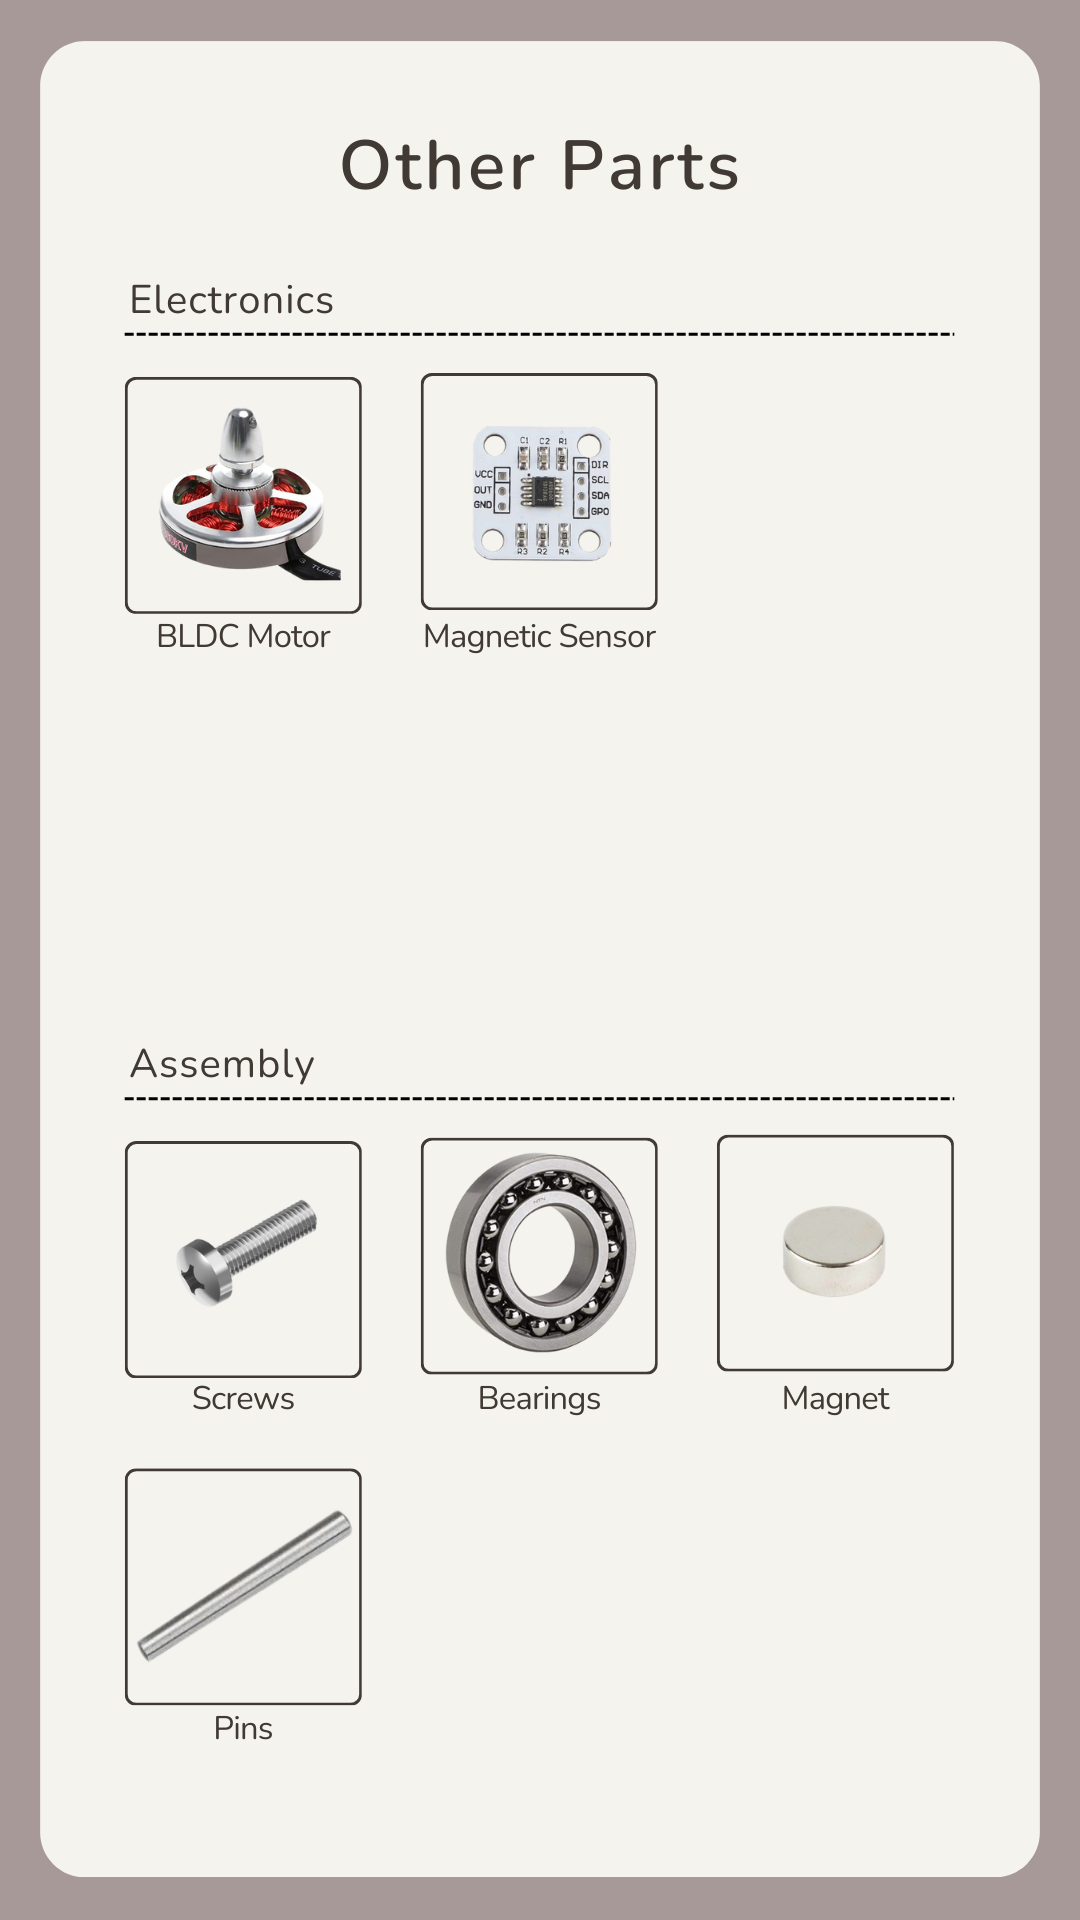 Other Parts
Electronics
C1 C2 R1
VCC
OUT
GND
DIR
SCL
SDA
GPO
R3 R2 R4
TUBE
BLDC Motor
Magnetic Sensor
Assembly
Screws
Bearings
Magnet
Pins